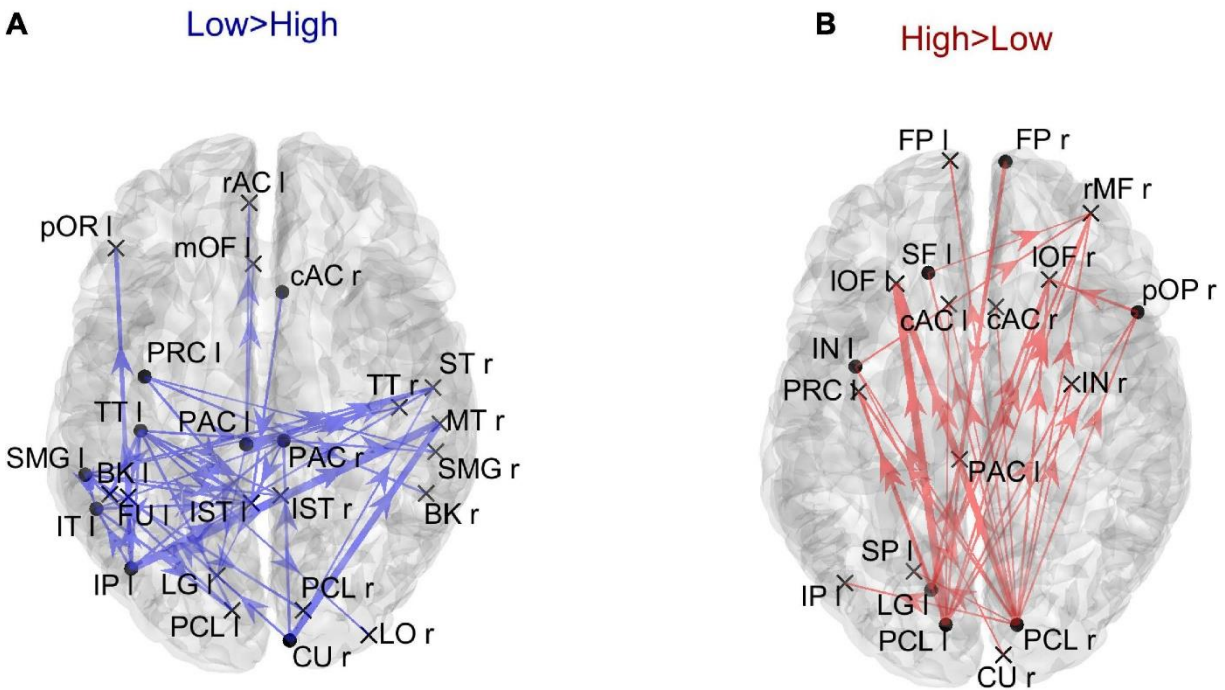 A
Low>High
rAC l
pOR l
mOF l
cAC r
PRC l
ST r
TT r
TT l
PAC l
MT r
PAC r
SMG l
BK l
SMG r
FU l
IST l
IST r
BK r
IT l
IP l
LG l
PCL r
PCL l
LO r
CU r
B
High>Low
FP l
FP r
rMF r
SF l
lOF r
lOF l
pOP r
cAC l
cAC r
IN l
PRC l
IN r
PAC l
SP l
IP l
LG l
PCL l
PCL r
CU r